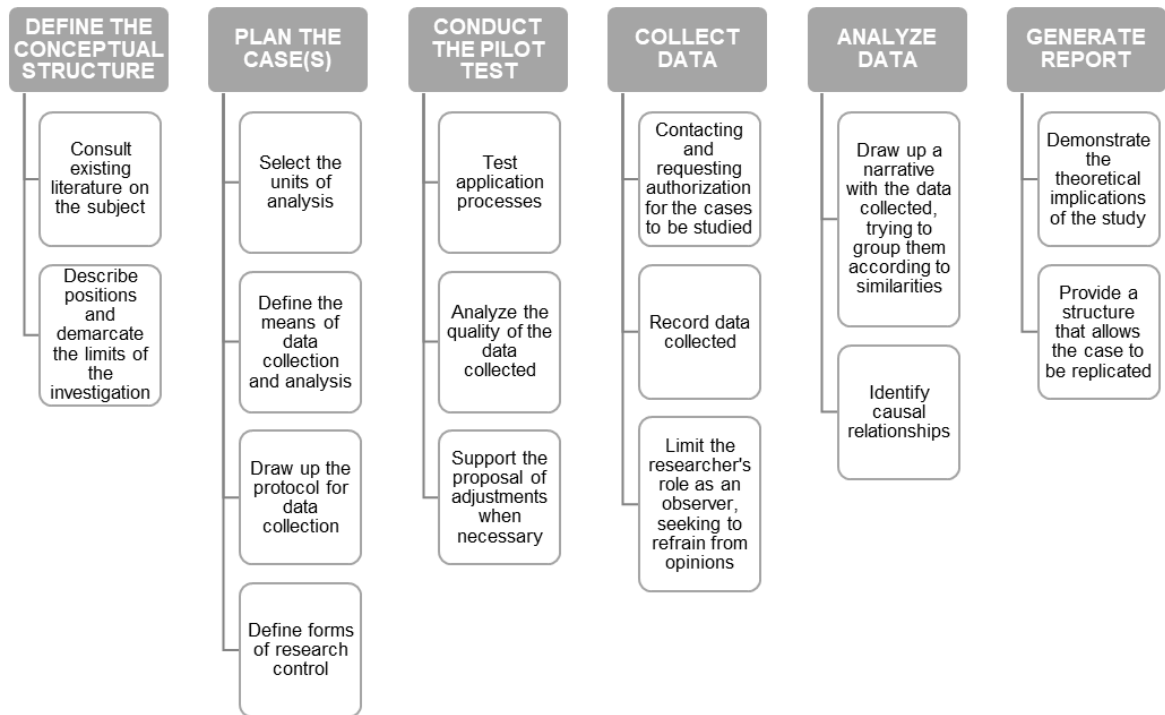 DEFINE THE
CONCEPTUAL
STRUCTURE
Consult
existing
literature on
the subject
Describe
positions and
demarcate
the limits of
the
investigation
PLAN THE
CASE(S)
Select the
units of
analysis
Define the
means of
data
collection
and analysis
Draw up the
protocol for
data
collection
Define forms
of research
control
CONDUCT
THE PILOT
TEST
Test
application
processes
Analyze the
quality of the
data
collected
Support the
proposal of
adjustments
when
necessary
COLLECT
DATA
Contacting
and
requesting
authorization
for the cases
to be studied
Record data
collected
Limit the
researcher's
role as an
observer,
seeking to
refrain from
opinions
ANALYZE
DATA
Draw up a
narrative
with the data
collected,
trying to
group them
according to
similarities
Identify
causal
relationships
GENERATE
REPORT
Demonstrate
the
theoretical
implications
of the study
Provide a
structure
that allows
the case to
be replicated